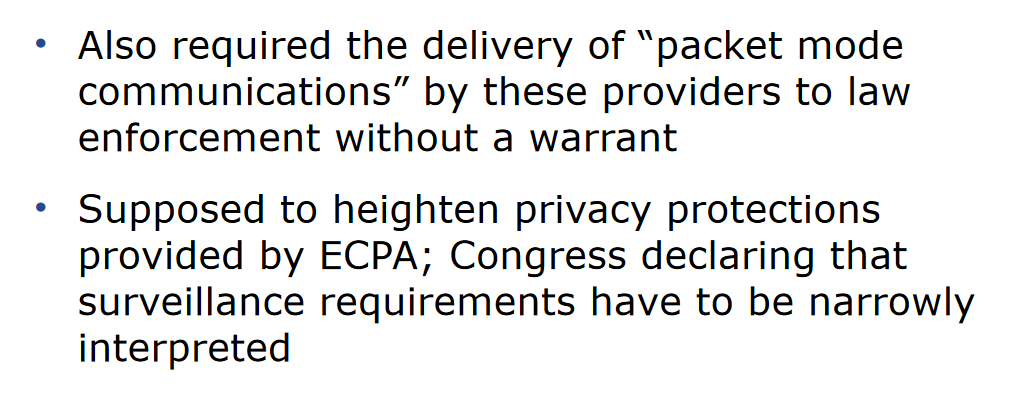 • Also required the delivery of “packet mode
communications” by these providers to law
enforcement without a warrant
• Supposed to heighten privacy protections
provided by ECPA; Congress declaring that
surveillance requirements have to be narrowly
interpreted